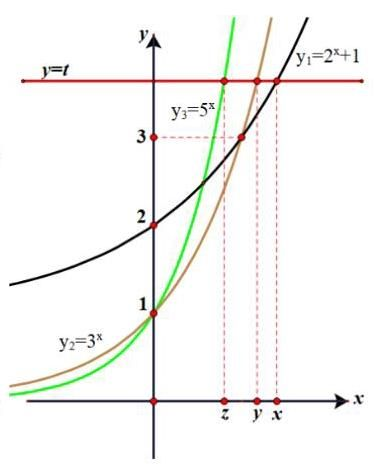 y
y₁=2ˣ+1
y=t
y₃=5ˣ
3
2
1
y₂=3ˣ
z y x
x